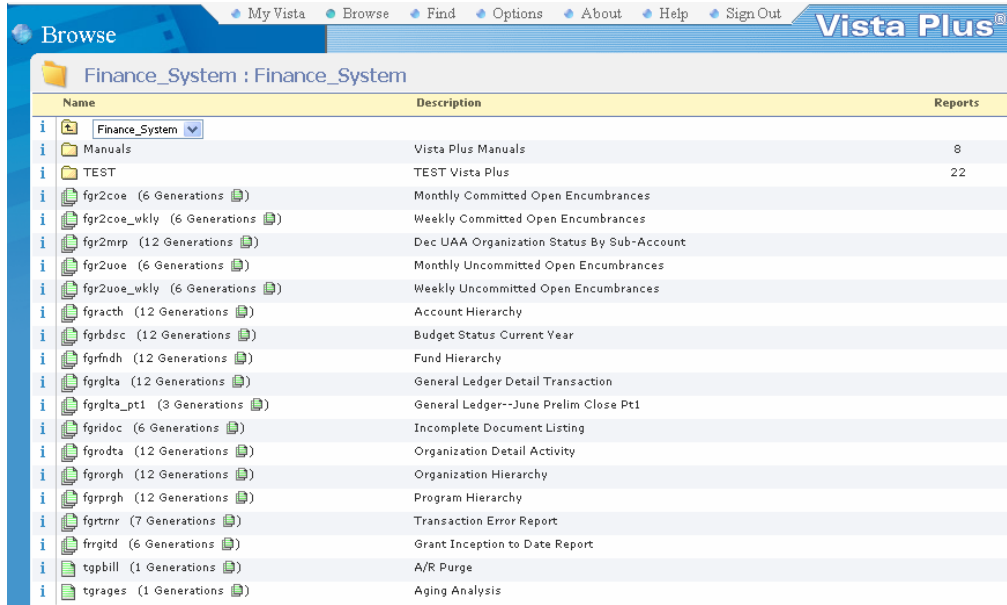 My Vista Browse Find Options About Help Sign Out
Browse
Vista Plus®
Finance_System : Finance_System
Name Description Reports
i Finance_System
i Manuals Vista Plus Manuals 8
i TEST TEST Vista Plus 22
i fgr2coe (6 Generations ) Monthly Committed Open Encumbrances
i fgr2coe_wkly (6 Generations ) Weekly Committed Open Encumbrances
i fgr2mrp (12 Generations ) Dec UAA Organization Status By Sub-Account
i fgr2uoe (6 Generations ) Monthly Uncommitted Open Encumbrances
i fgr2uoe_wkly (6 Generations ) Weekly Uncommitted Open Encumbrances
i fgracth (12 Generations ) Account Hierarchy
i fgrbdsc (12 Generations ) Budget Status Current Year
i fgrfndh (12 Generations ) Fund Hierarchy
i fgrglta (12 Generations ) General Ledger Detail Transaction
i fgrglta_pt1 (3 Generations ) General Ledger--June Prelim Close Pt1
i fgridoc (6 Generations ) Incomplete Document Listing
i fgrodta (12 Generations ) Organization Detail Activity
i fgrorgh (12 Generations ) Organization Hierarchy
i fgrprgh (12 Generations ) Program Hierarchy
i fgrtrnr (7 Generations ) Transaction Error Report
i frrgitd (6 Generations ) Grant Inception to Date Report
i tgpbill (1 Generations ) A/R Purge
i tgrages (1 Generations ) Aging Analysis